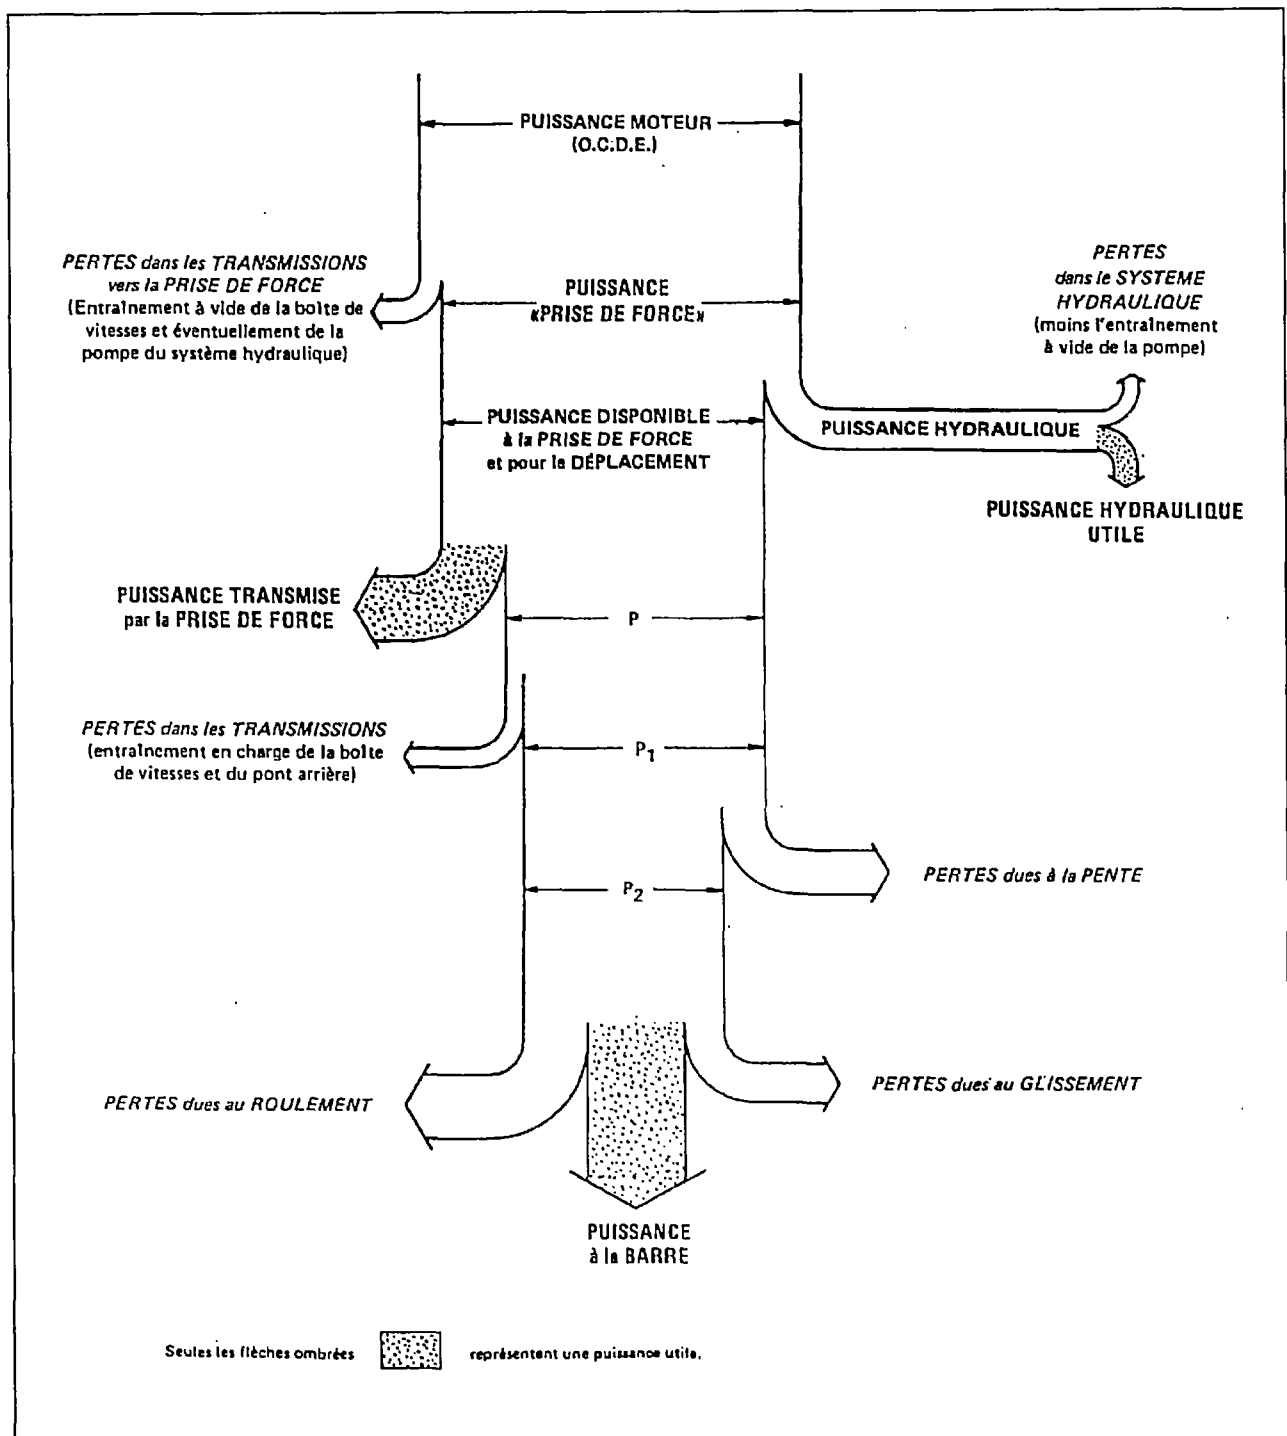 PUISSANCE MOTEUR
(O.C.D.E.)
PERTES dans les TRANSMISSIONS
vers la PRISE DE FORCE
(Entraînement à vide de la boîte de
vitesses et éventuellement de la
pompe du système hydraulique)
PUISSANCE
«PRISE DE FORCE»
PERTES
dans le SYSTEME
HYDRAULIQUE
(moins l'entraînement
à vide de la pompe)
PUISSANCE DISPONIBLE
à la PRISE DE FORCE
et pour le DÉPLACEMENT
PUISSANCE HYDRAULIQUE
PUISSANCE HYDRAULIQUE
UTILE
PUISSANCE TRANSMISE
par la PRISE DE FORCE
P
PERTES dans les TRANSMISSIONS
(entraînement en charge de la boîte
de vitesses et du pont arrière)
P1
PERTES dues à la PENTE
P2
PERTES dues au ROULEMENT
PERTES dues au GLISSEMENT
PUISSANCE
à la BARRE
Seules les flèches ombrées représentent une puissance utile.